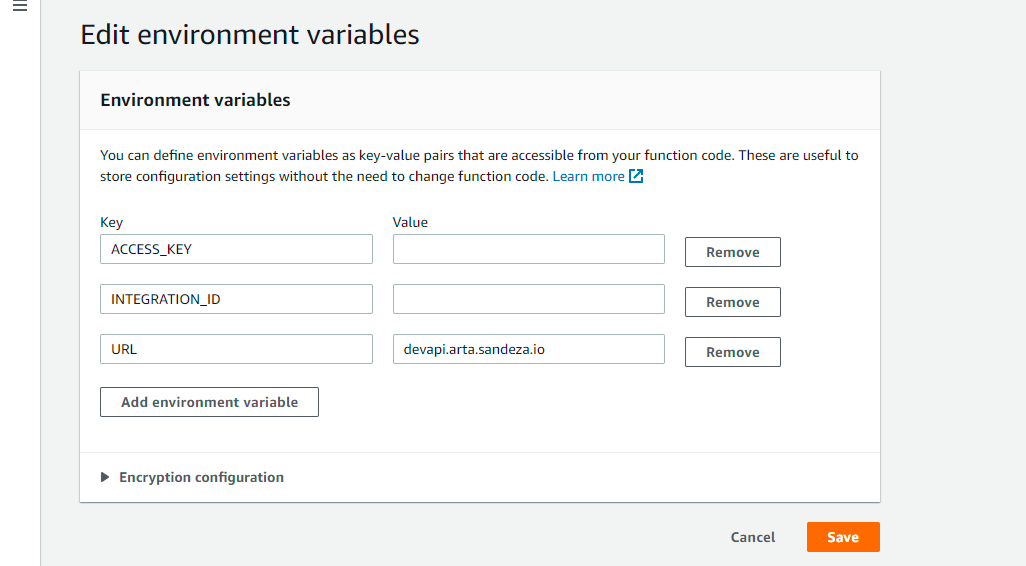 Edit environment variables
Environment variables
You can define environment variables as key-value pairs that are accessible from your function code. These are useful to
store configuration settings without the need to change function code. Learn more
Key Value
ACCESS_KEY Remove
INTEGRATION_ID Remove
URL devapi.arta.sandeza.io Remove
Add environment variable
Encryption configuration
Cancel Save